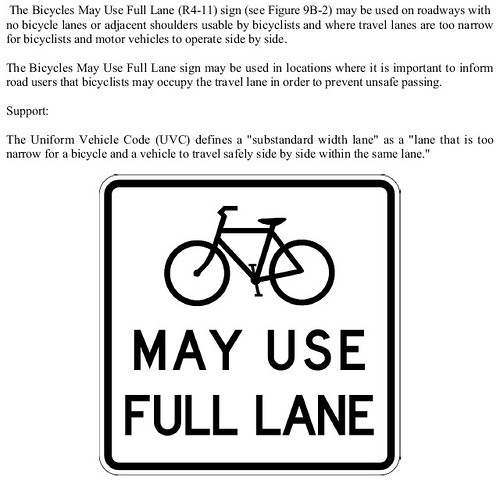 The Bicycles May Use Full Lane (R4-11) sign (see Figure 9B-2) may be used on roadways with
no bicycle lanes or adjacent shoulders usable by bicyclists and where travel lanes are too narrow
for bicyclists and motor vehicles to operate side by side.
The Bicycles May Use Full Lane sign may be used in locations where it is important to inform
road users that bicyclists may occupy the travel lane in order to prevent unsafe passing.
Support:
The Uniform Vehicle Code (UVC) defines a "substandard width lane" as a "lane that is too
narrow for a bicycle and a vehicle to travel safely side by side within the same lane."
MAY USE
FULL LANE